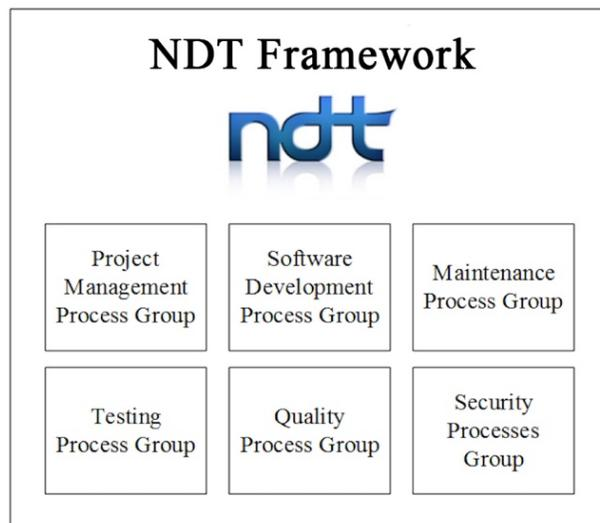 NDT Framework
ndt
Project
Management
Process Group
Software
Development
Process Group
Maintenance
Process Group
Testing
Process Group
Quality
Process Group
Security
Processes
Group